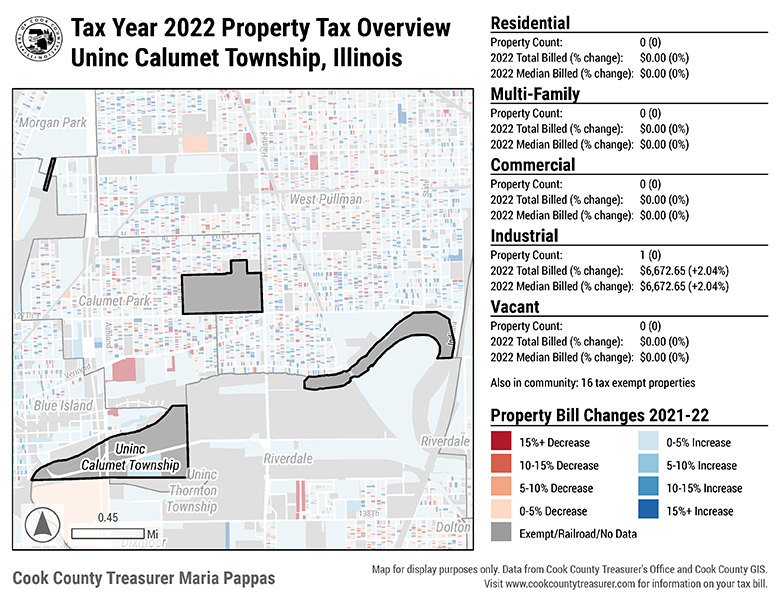 Tax Year 2022 Property Tax Overview
Uninc Calumet Township, Illinois
Morgan Park
Halsted
State
West Pullman
Calumet Park
127th
Ashland
Vermont
Blue Island
Uninc
Calumet Township
Riverdale
Riverdale
Uninc
Thornton
Township
138th
Dolton
Dixmoor
0.45
Mi
Residential
Property Count: 0 (0)
2022 Total Billed (% change): $0.00 (0%)
2022 Median Billed (% change): $0.00 (0%)
Multi-Family
Property Count: 0 (0)
2022 Total Billed (% change): $0.00 (0%)
2022 Median Billed (% change): $0.00 (0%)
Commercial
Property Count: 0 (0)
2022 Total Billed (% change): $0.00 (0%)
2022 Median Billed (% change): $0.00 (0%)
Industrial
Property Count: 1 (0)
2022 Total Billed (% change): $6,672.65 (+2.04%)
2022 Median Billed (% change): $6,672.65 (+2.04%)
Vacant
Property Count: 0 (0)
2022 Total Billed (% change): $0.00 (0%)
2022 Median Billed (% change): $0.00 (0%)
Also in community: 16 tax exempt properties
Property Bill Changes 2021-22
15%+ Decrease
10-15% Decrease
5-10% Decrease
0-5% Decrease
0-5% Increase
5-10% Increase
10-15% Increase
15%+ Increase
Exempt/Railroad/No Data
Cook County Treasurer Maria Pappas
Map for display purposes only. Data from Cook County Treasurer's Office and Cook County GIS.
Visit www.cookcountytreasurer.com for information on your tax bill.